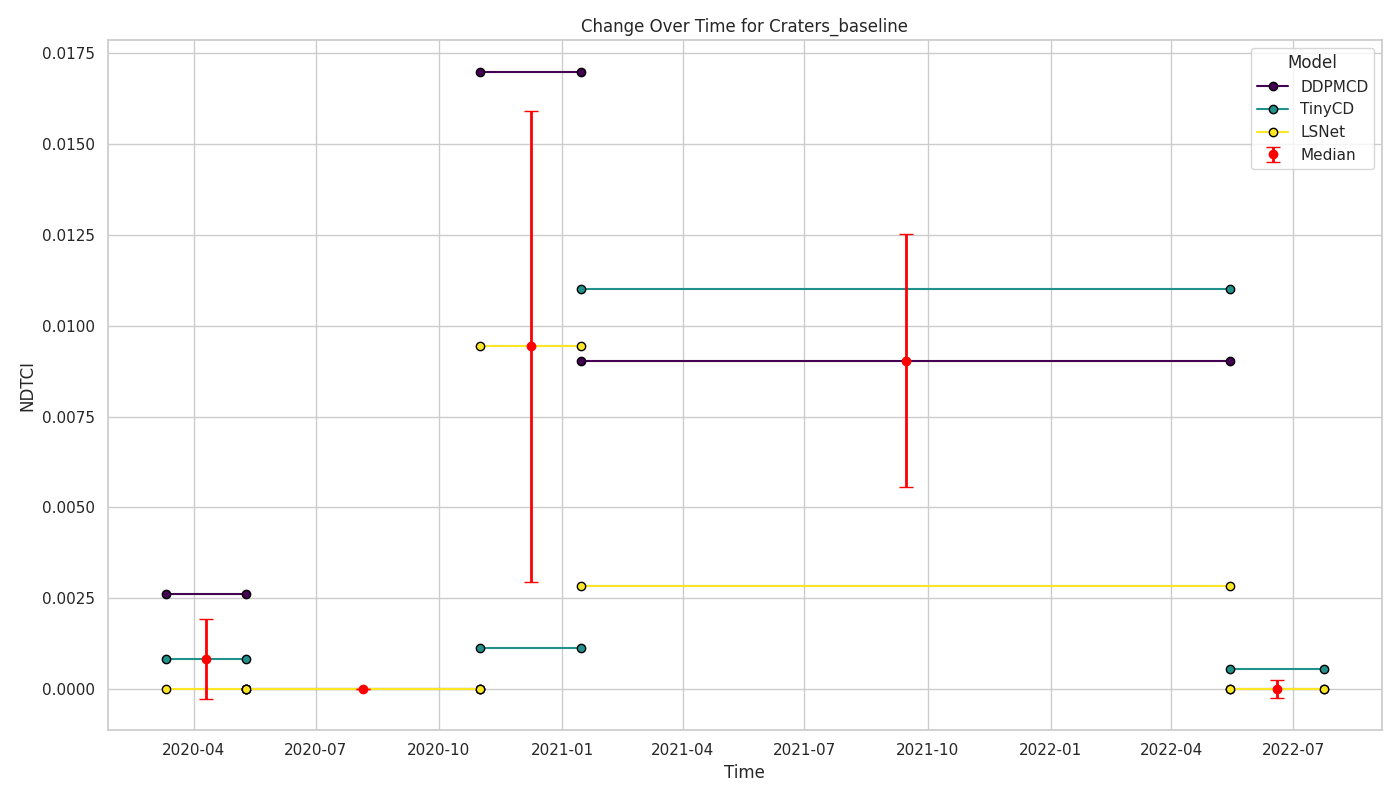 Change Over Time for Craters_baseline
Model
DDPMCD
TinyCD
LSNet
Median
NDTCI
0.0175
0.0150
0.0125
0.0100
0.0075
0.0050
0.0025
0.0000
2020-04
2020-07
2020-10
2021-01
2021-04
2021-07
2021-10
2022-01
2022-04
2022-07
Time